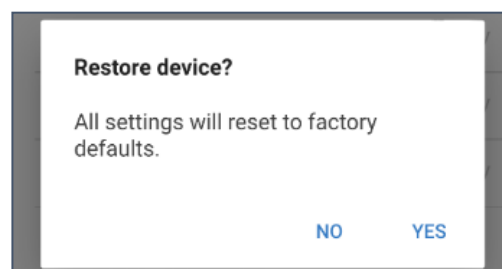 Restore device?
All settings will reset to factory
defaults.
NO YES